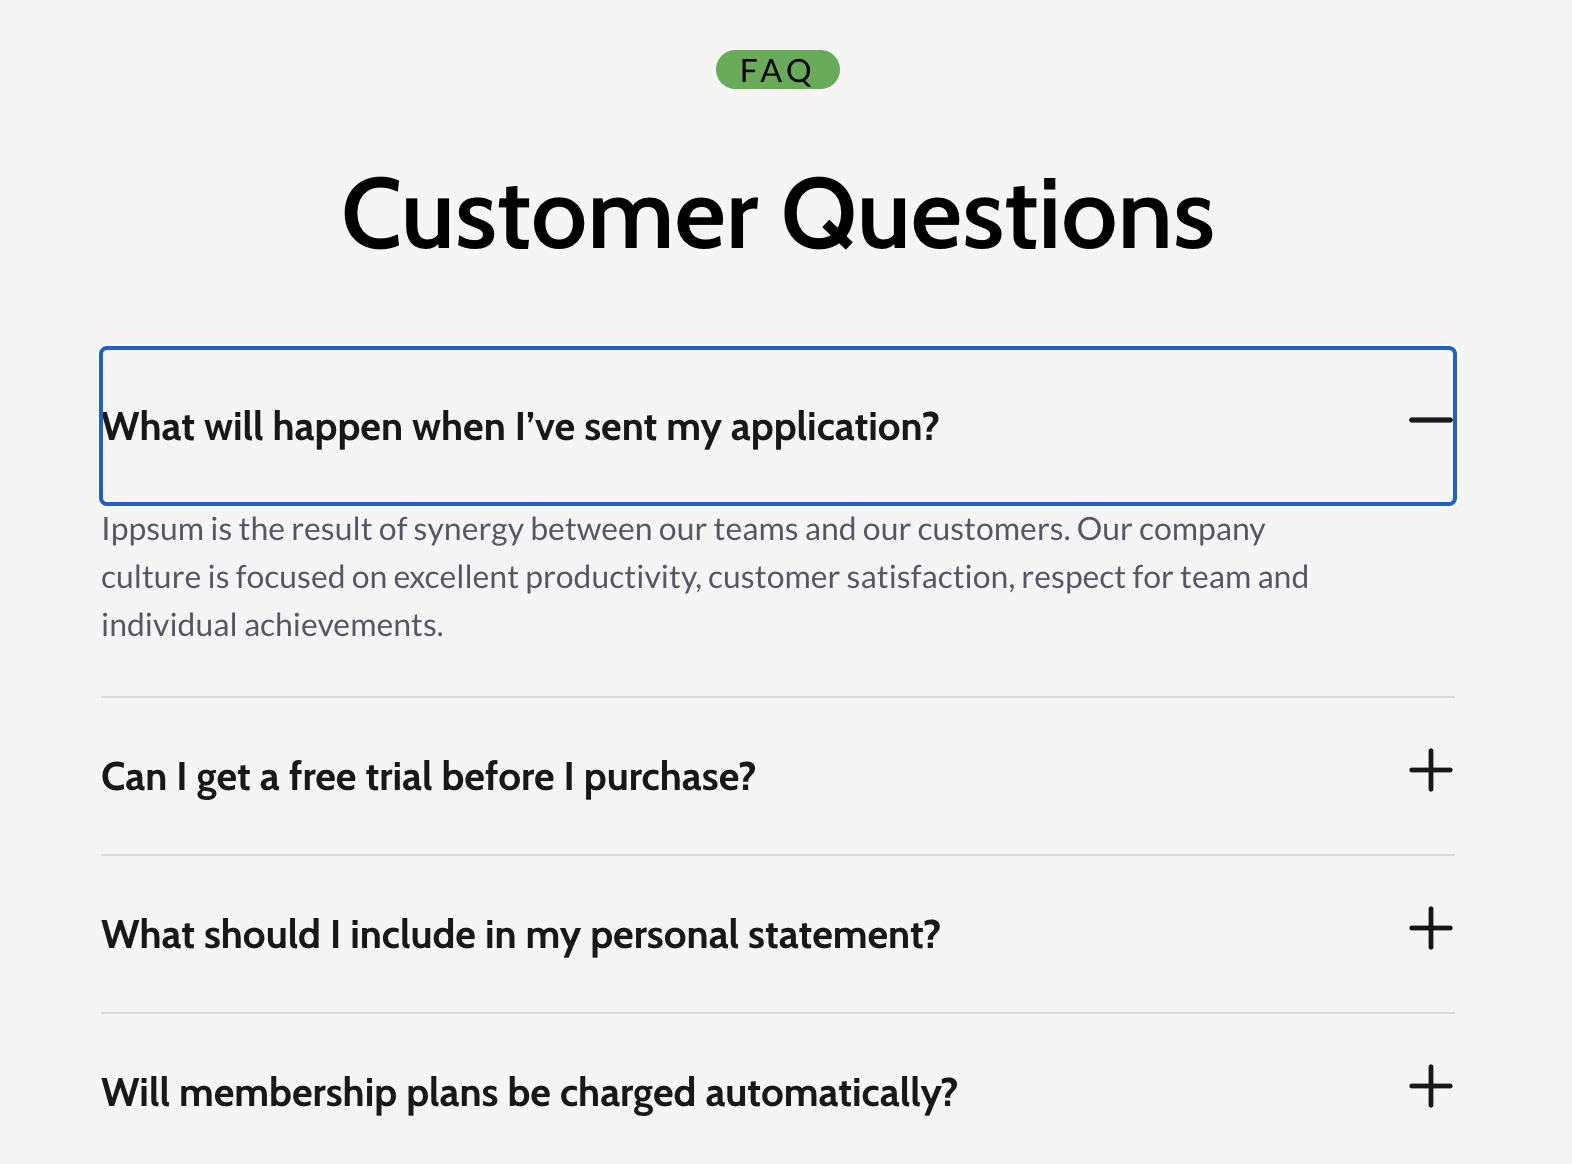 FAQ
Customer Questions
What will happen when I’ve sent my application?
Ippsum is the result of synergy between our teams and our customers. Our company
culture is focused on excellent productivity, customer satisfaction, respect for team and
individual achievements.
Can I get a free trial before I purchase?
What should I include in my personal statement?
Will membership plans be charged automatically?